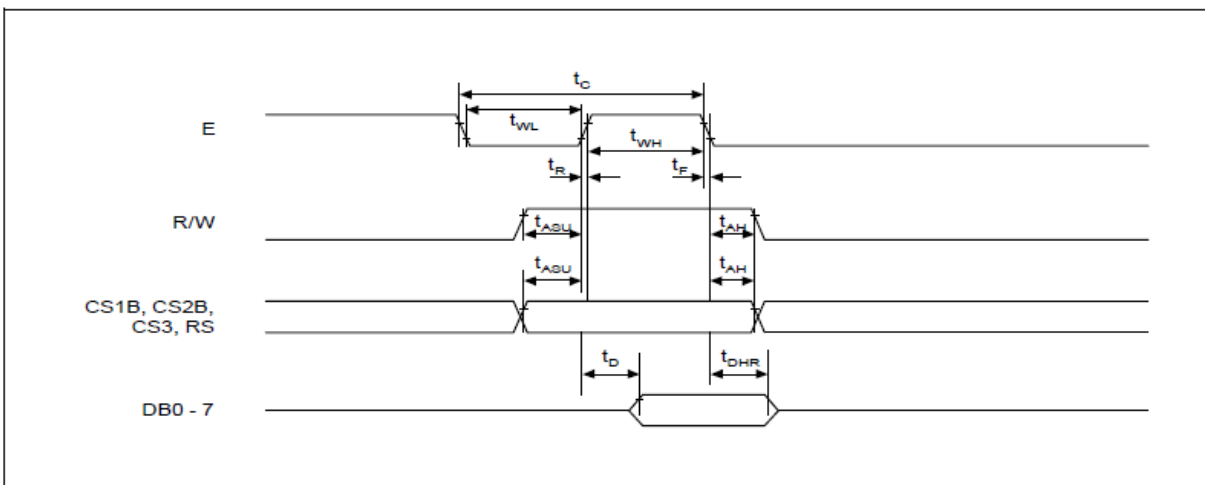 tC
E
tWL
tWH
tR
tF
R/W
tASU
tAH
tASU
tAH
CS1B, CS2B,
CS3, RS
tD
tDHR
DB0 - 7